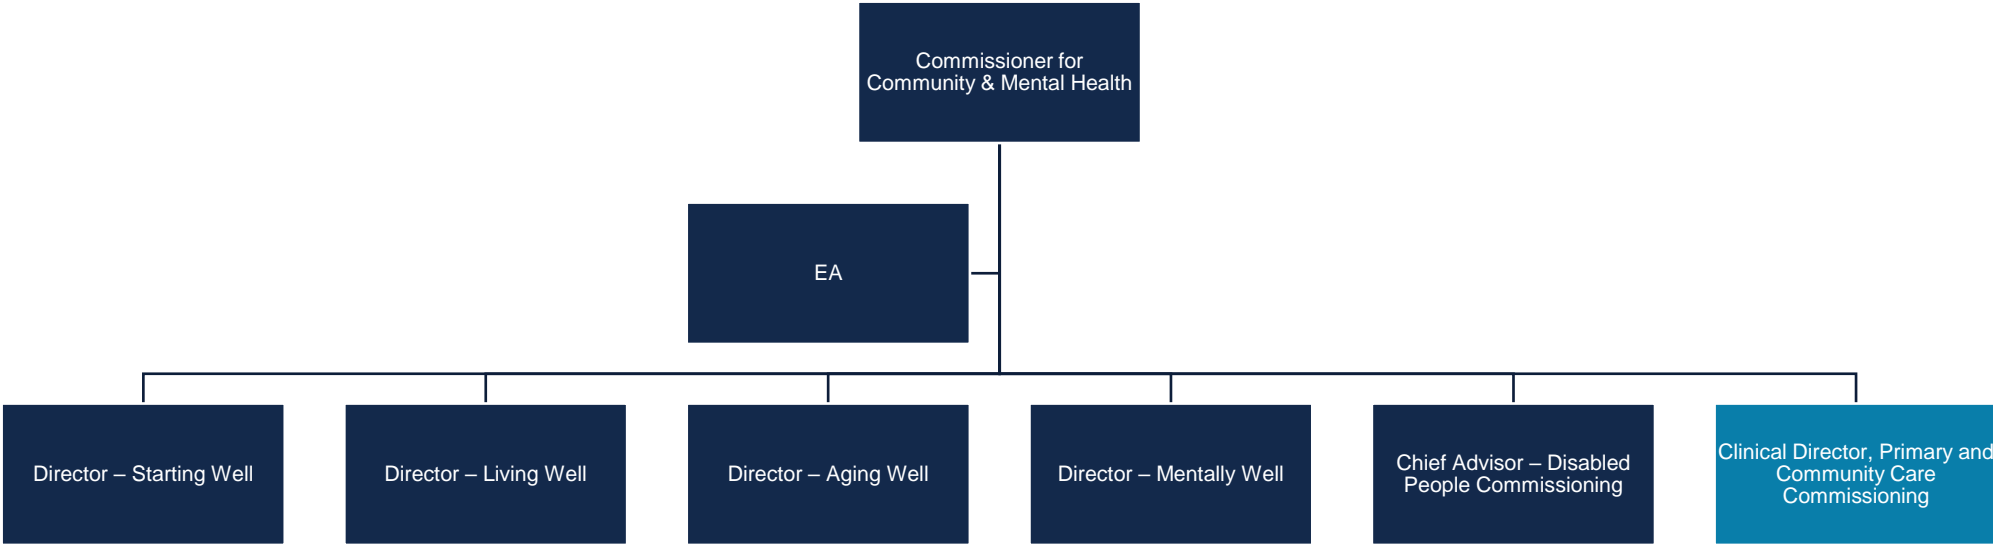 Commissioner for
Community & Mental Health
EA
Director – Starting Well
Director – Living Well
Director – Aging Well
Director – Mentally Well
Chief Advisor – Disabled
People Commissioning
Clinical Director, Primary and
Community Care
Commissioning